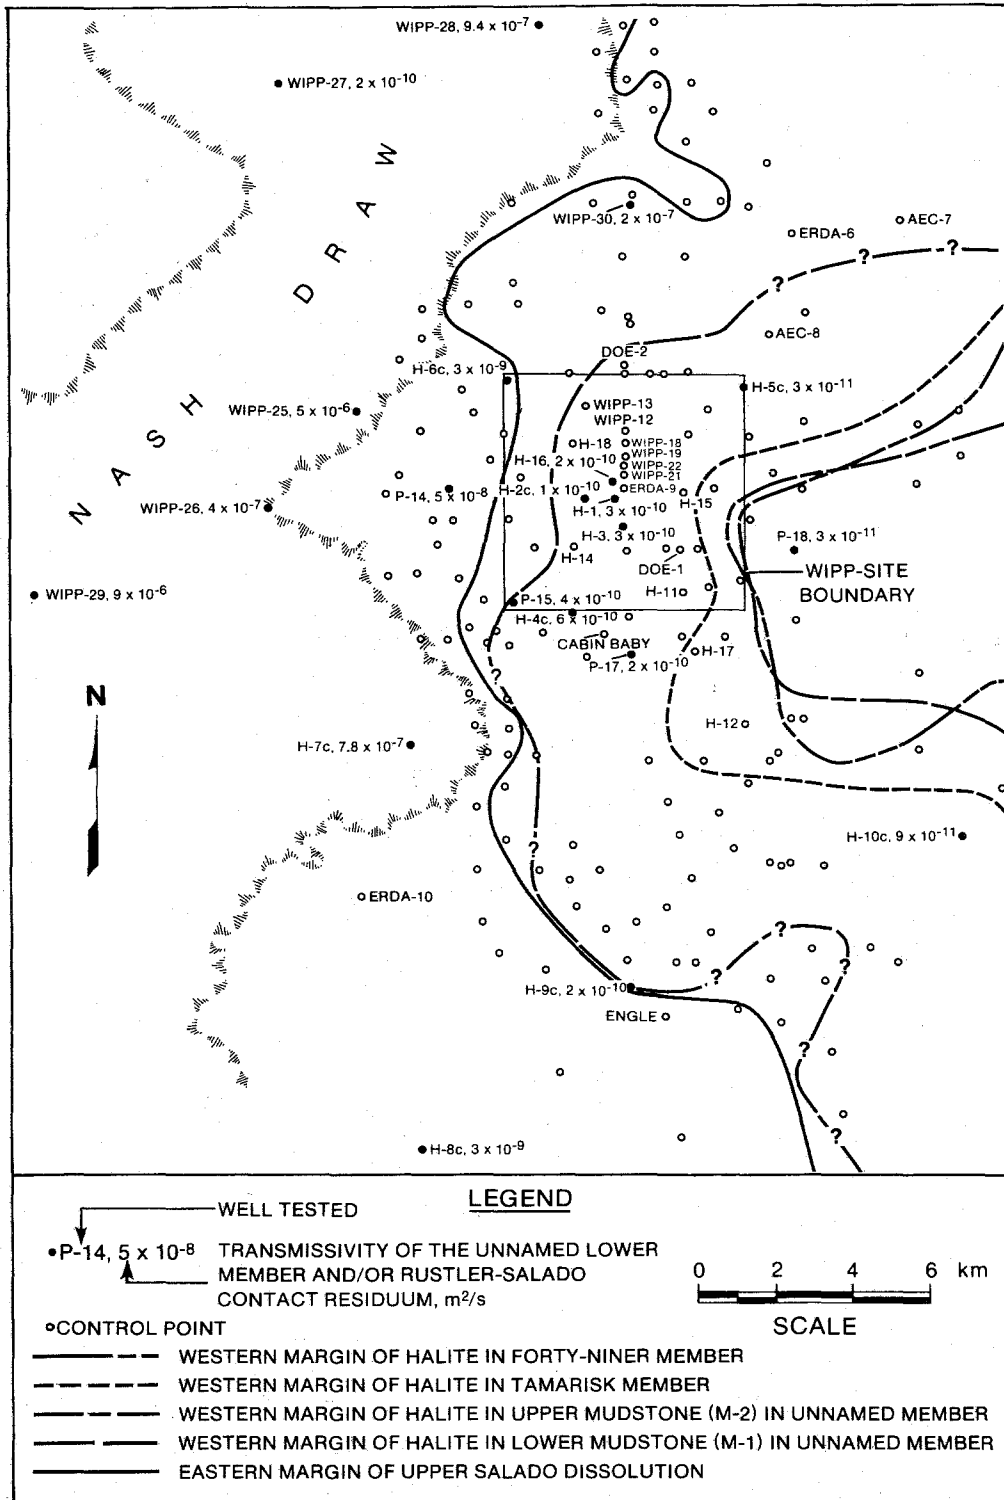 WIPP-28, 9.4 x 10⁻⁷
WIPP-27, 2 x 10⁻¹⁰
NASH DRAW
WIPP-30, 2 x 10⁻⁷
AEC-7
ERDA-6
?
?
?
AEC-8
DOE-2
H-6c, 3 x 10⁻⁹
H-5c, 3 x 10⁻¹¹
WIPP-25, 5 x 10⁻⁶
WIPP-13
WIPP-12
H-18
WIPP-18
WIPP-19
H-16, 2 x 10⁻¹⁰
WIPP-22
WIPP-21
P-14, 5 x 10⁻⁸
H-2c, 1 x 10⁻¹⁰
ERDA-9
H-15
WIPP-26, 4 x 10⁻⁷
H-1, 3 x 10⁻¹⁰
H-3, 3 x 10⁻¹⁰
P-18, 3 x 10⁻¹¹
H-14
DOE-1
WIPP-SITE
BOUNDARY
WIPP-29, 9 x 10⁻⁶
H-11
P-15, 4 x 10⁻¹⁰
H-4c, 6 x 10⁻¹⁰
CABIN BABY
H-17
P-17, 2 x 10⁻¹⁰
?
N
H-12
H-7c, 7.8 x 10⁻⁷
H-10c, 9 x 10⁻¹¹
?
ERDA-10
?
?
?
H-9c, 2 x 10⁻¹⁰
ENGLE
?
?
H-8c, 3 x 10⁻⁹
LEGEND
WELL TESTED
P-14, 5 x 10⁻⁸
TRANSMISSIVITY OF THE UNNAMED LOWER
MEMBER AND/OR RUSTLER-SALADO
CONTACT RESIDUUM, m²/s
0 2 4 6 km
SCALE
CONTROL POINT
WESTERN MARGIN OF HALITE IN FORTY-NINER MEMBER
WESTERN MARGIN OF HALITE IN TAMARISK MEMBER
WESTERN MARGIN OF HALITE IN UPPER MUDSTONE (M-2) IN UNNAMED MEMBER
WESTERN MARGIN OF HALITE IN LOWER MUDSTONE (M-1) IN UNNAMED MEMBER
EASTERN MARGIN OF UPPER SALADO DISSOLUTION